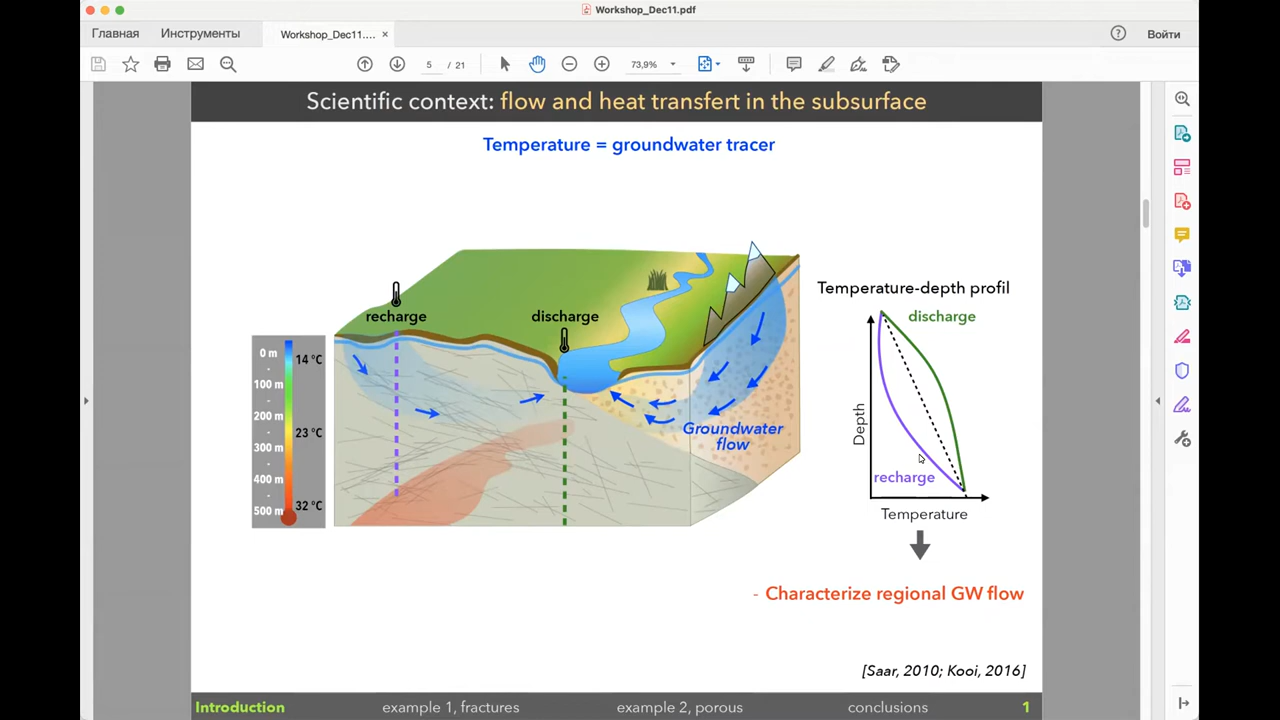 Workshop_Dec11.pdf
Главная
Инструменты
Workshop_Dec11....
Войти
5 / 21
73,9%
Scientific context: flow and heat transfert in the subsurface
Temperature = groundwater tracer
recharge
discharge
Groundwater
flow
0 m
100 m
200 m
300 m
400 m
500 m
14 °C
23 °C
32 °C
Temperature-depth profil
discharge
Depth
recharge
Temperature
- Characterize regional GW flow
[Saar, 2010; Kooi, 2016]
Introduction
example 1, fractures
example 2, porous
conclusions
1